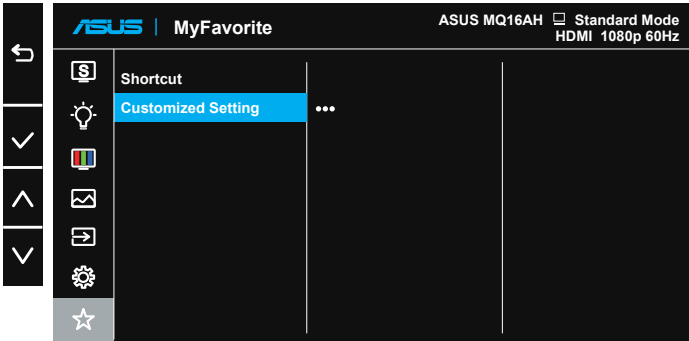 ASUS | MyFavorite
ASUS MQ16AH Standard Mode
HDMI 1080p 60Hz
S
Shortcut
Customized Setting •••